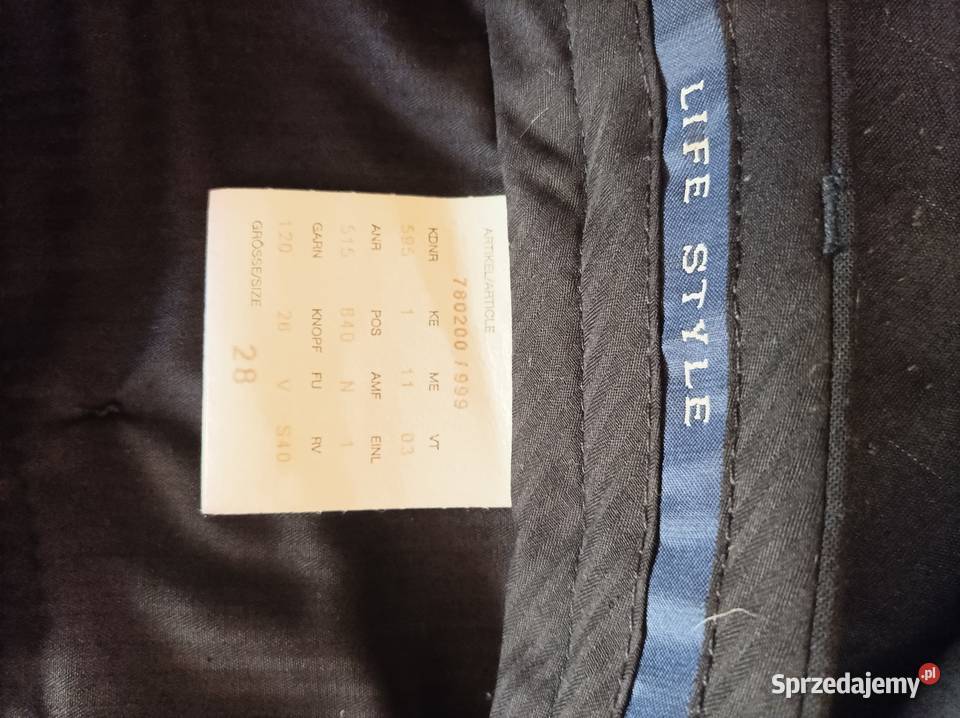 LIFE STYLE
ARTIKEL/ARTICLE
780200 / 999
KDNR KE ME VT
595 1 11 03
ANR POS AMF EINL
515 840 N 1
GARN KNOPF FU RV
120 26 V S40
GRÖSSE/SIZE
28
Sprzedajemy.pl